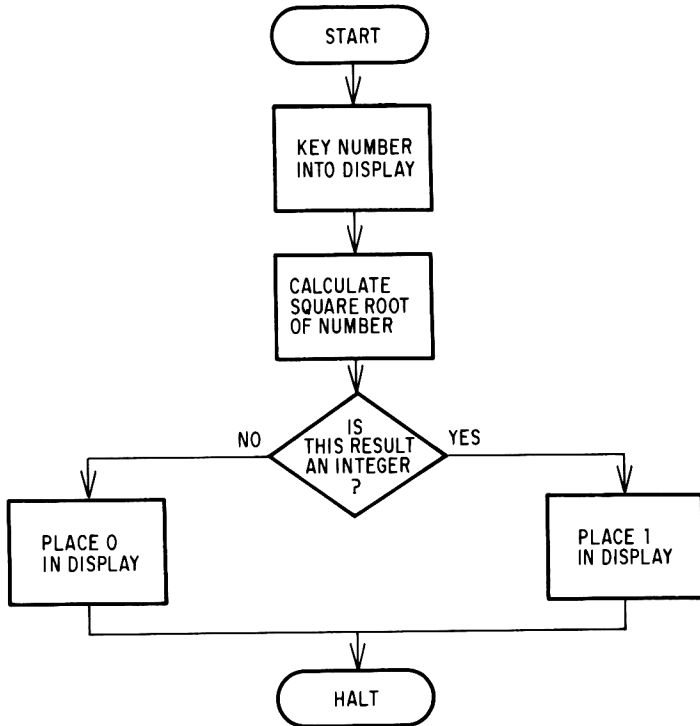 START
KEY NUMBER
INTO DISPLAY
CALCULATE
SQUARE ROOT
OF NUMBER
IS
THIS RESULT
AN INTEGER
?
NO
YES
PLACE 0
IN DISPLAY
PLACE 1
IN DISPLAY
HALT